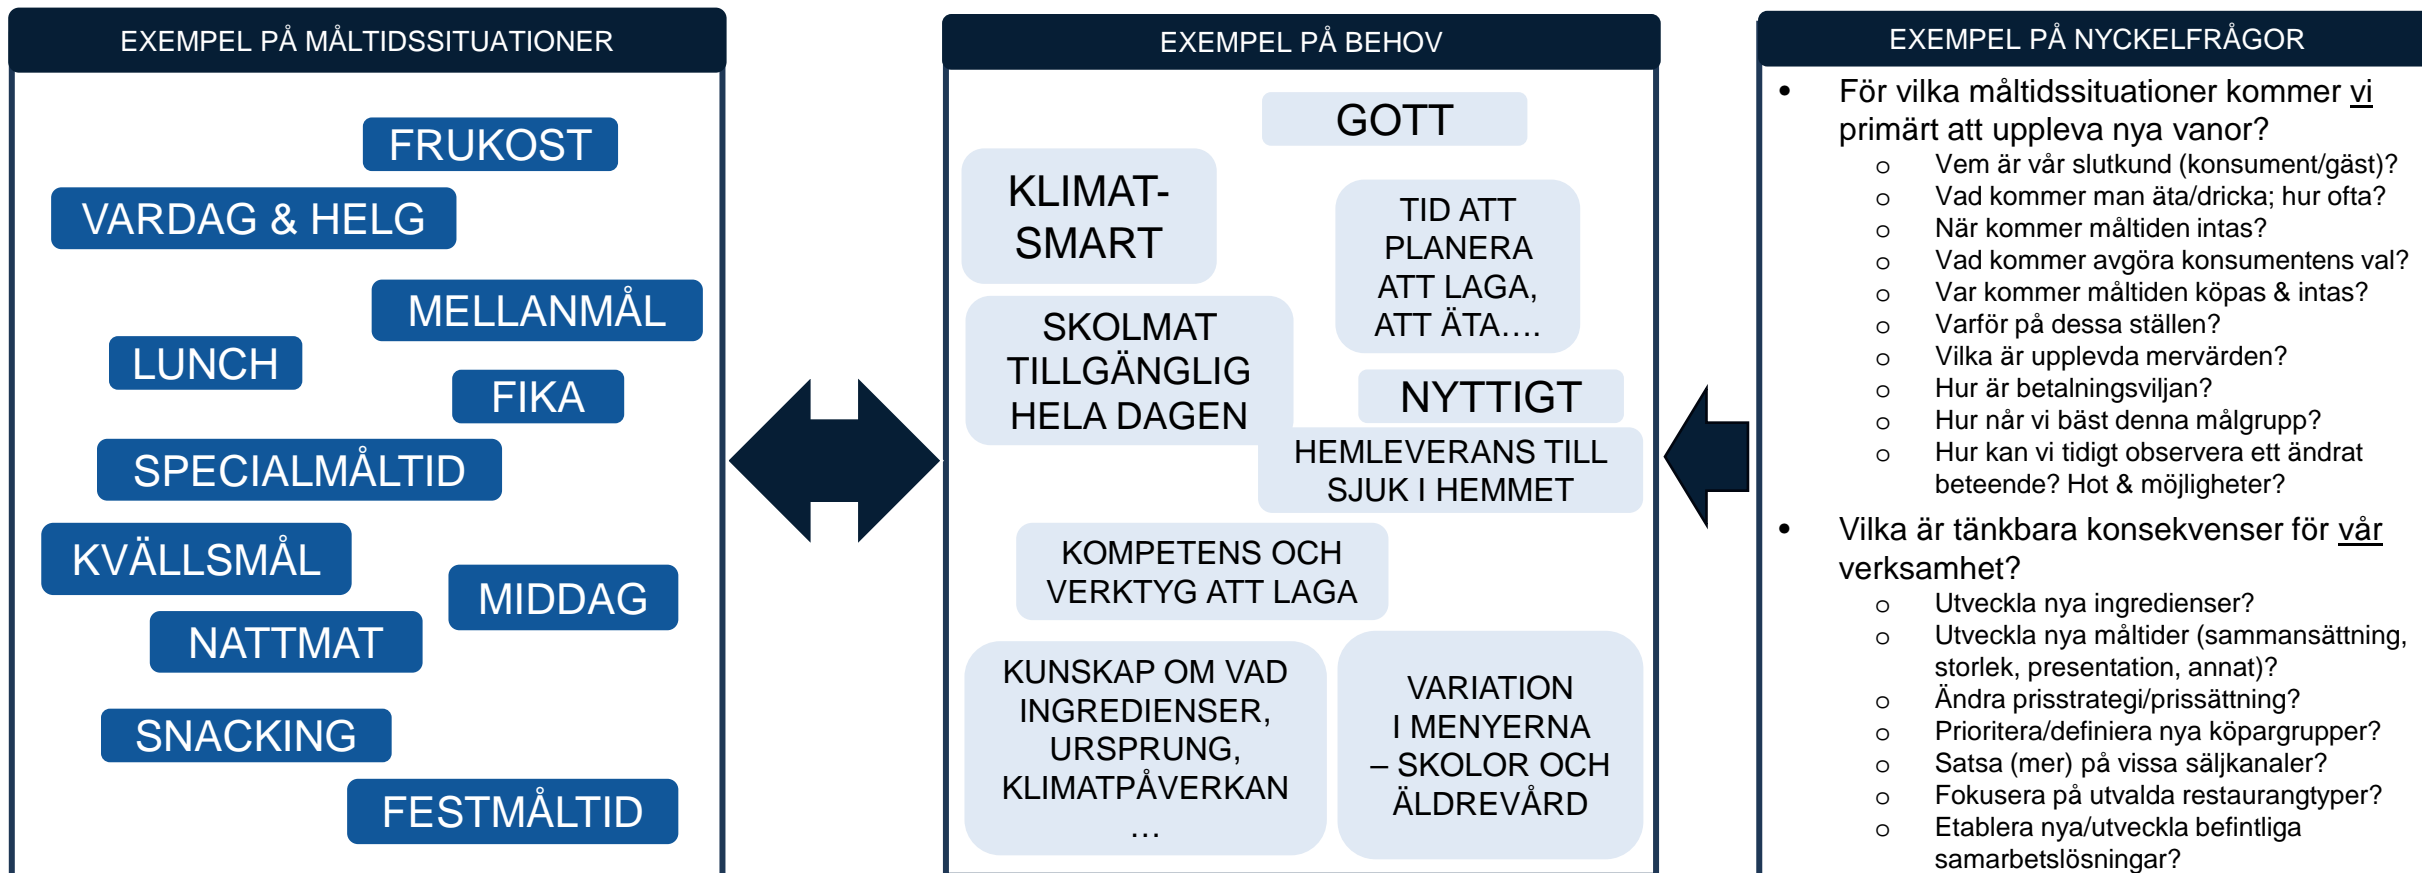 EXEMPEL PÅ MÅLTIDSSITUATIONER
FRUKOST
VARDAG & HELG
MELLANMÅL
LUNCH
FIKA
SPECIALMÅLTID
KVÄLLSMÅL
MIDDAG
NATTMAT
SNACKING
FESTMÅLTID
EXEMPEL PÅ BEHOV
GOTT
KLIMAT-
SMART
TID ATT
PLANERA
ATT LAGA,
ATT ÄTA….
SKOLMAT
TILLGÄNGLIG
HELA DAGEN
NYTTIGT
HEMLEVERANS TILL
SJUK I HEMMET
KOMPETENS OCH
VERKTYG ATT LAGA
KUNSKAP OM VAD
INGREDIENSER,
URSPRUNG,
KLIMATPÅVERKAN
…
VARIATION
I MENYERNA
– SKOLOR OCH
ÄLDREVÅRD
EXEMPEL PÅ NYCKELFRÅGOR
• För vilka måltidssituationer kommer vi
primärt att uppleva nya vanor?
o Vem är vår slutkund (konsument/gäst)?
o Vad kommer man äta/dricka; hur ofta?
o När kommer måltiden intas?
o Vad kommer avgöra konsumentens val?
o Var kommer måltiden köpas & intas?
o Varför på dessa ställen?
o Vilka är upplevda mervärden?
o Hur är betalningsviljan?
o Hur når vi bäst denna målgrupp?
o Hur kan vi tidigt observera ett ändrat
beteende? Hot & möjligheter?
• Vilka är tänkbara konsekvenser för vår
verksamhet?
o Utveckla nya ingredienser?
o Utveckla nya måltider (sammansättning,
storlek, presentation, annat)?
o Ändra prisstrategi/prissättning?
o Prioritera/definiera nya köpargrupper?
o Satsa (mer) på vissa säljkanaler?
o Fokusera på utvalda restaurangtyper?
o Etablera nya/utveckla befintliga
samarbetslösningar?